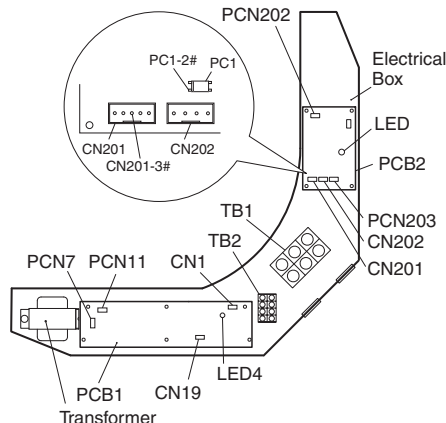 PCN202
PC1-2#
PC1
Electrical
Box
CN201
CN202
CN201-3#
LED
PCB2
TB1
PCN203
CN202
CN201
TB2
PCN7
PCN11
CN1
PCB1
CN19
LED4
Transformer